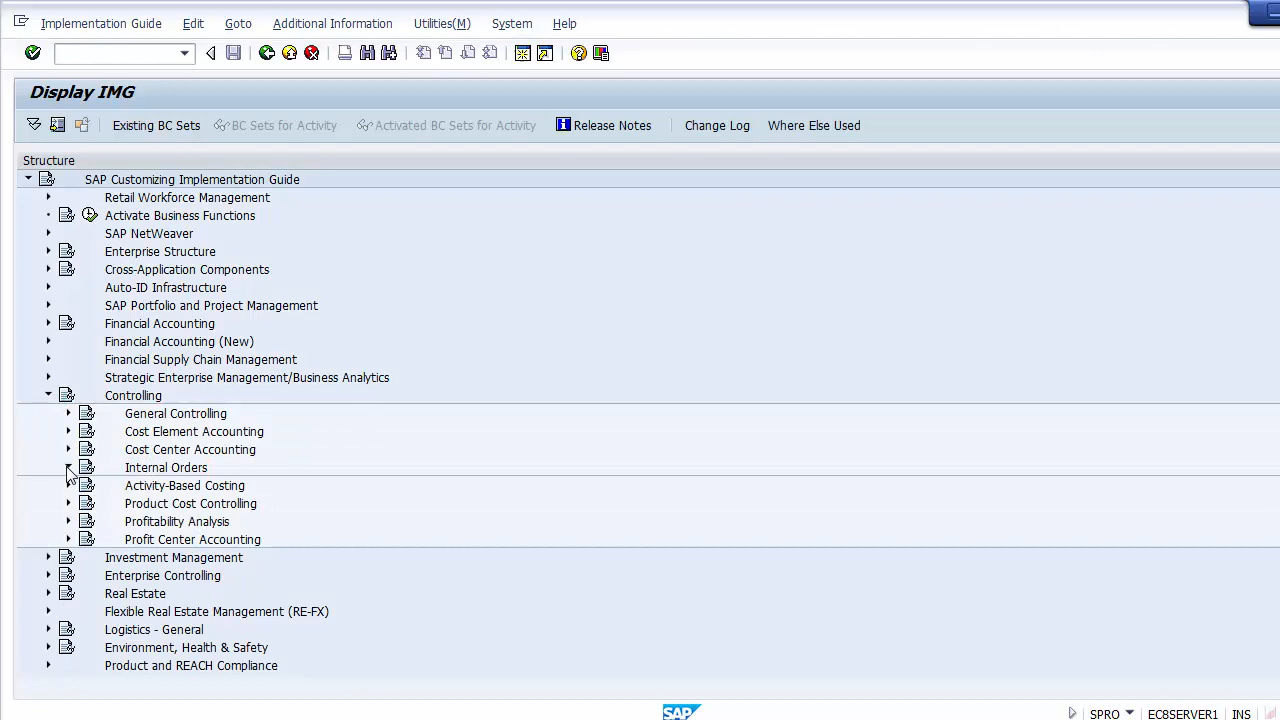 Implementation Guide Edit Goto Additional Information Utilities(M) System Help
Display IMG
Existing BC Sets BC Sets for Activity Activated BC Sets for Activity Release Notes Change Log Where Else Used
Structure
SAP Customizing Implementation Guide
Retail Workforce Management
Activate Business Functions
SAP NetWeaver
Enterprise Structure
Cross-Application Components
Auto-ID Infrastructure
SAP Portfolio and Project Management
Financial Accounting
Financial Accounting (New)
Financial Supply Chain Management
Strategic Enterprise Management/Business Analytics
Controlling
General Controlling
Cost Element Accounting
Cost Center Accounting
Internal Orders
Activity-Based Costing
Product Cost Controlling
Profitability Analysis
Profit Center Accounting
Investment Management
Enterprise Controlling
Real Estate
Flexible Real Estate Management (RE-FX)
Logistics - General
Environment, Health & Safety
Product and REACH Compliance
SAP SPRO EC8SERVER1 INS